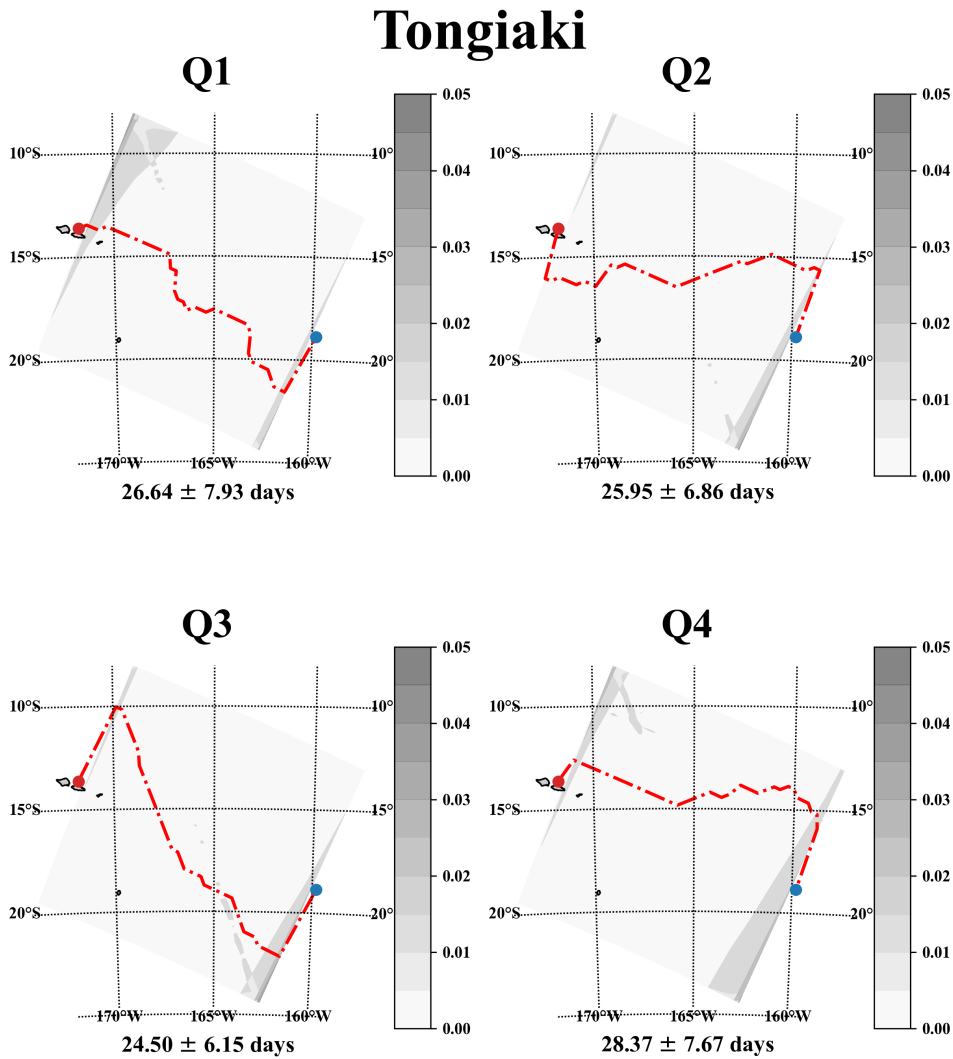 Tongiaki
Q1
Q2
0.05
0.04
0.03
0.02
0.01
0.00
10°S
15°S
20°S
170°W
165°W
160°W
26.64 ± 7.93 days
0.05
0.04
0.03
0.02
0.01
0.00
10°
15°
20°
10°S
15°S
20°S
170°W
165°W
160°W
25.95 ± 6.86 days
10°
15°
20°
Q3
Q4
0.05
0.04
0.03
0.02
0.01
0.00
10°S
15°S
20°S
170°W
165°W
160°W
24.50 ± 6.15 days
10°
15°
20°
0.05
0.04
0.03
0.02
0.01
0.00
10°S
15°S
20°S
170°W
165°W
160°W
28.37 ± 7.67 days
10°
15°
20°